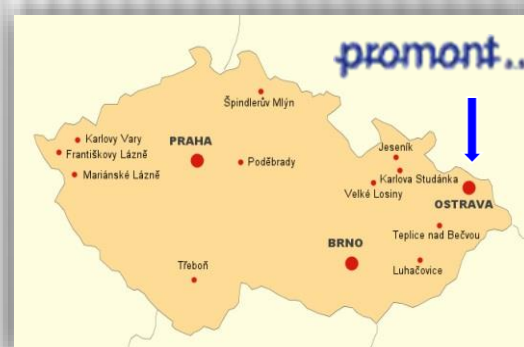 promont..
Špindlerův Mlýn
Karlovy Vary
Františkovy Lázně
Mariánské Lázně
PRAHA
Poděbrady
Jeseník
Karlova Studánka
Velké Losiny
OSTRAVA
Teplice nad Bečvou
BRNO
Luhačovice
Třeboň